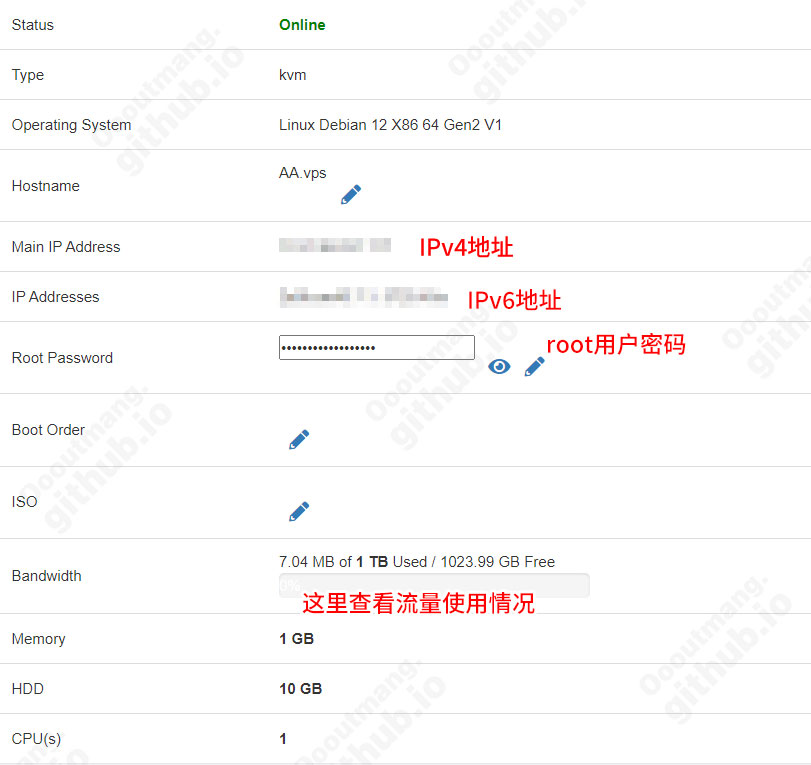 Status Online
Type kvm
Operating System Linux Debian 12 X86 64 Gen2 V1
Hostname AA.vps
Main IP Address IPv4地址
IP Addresses IPv6地址
Root Password •••••••••••••••••• root用户密码
Boot Order
ISO
Bandwidth 7.04 MB of 1 TB Used / 1023.99 GB Free
0%
这里查看流量使用情况
Memory 1 GB
HDD 10 GB
CPU(s) 1
Oooutmang.
github.io